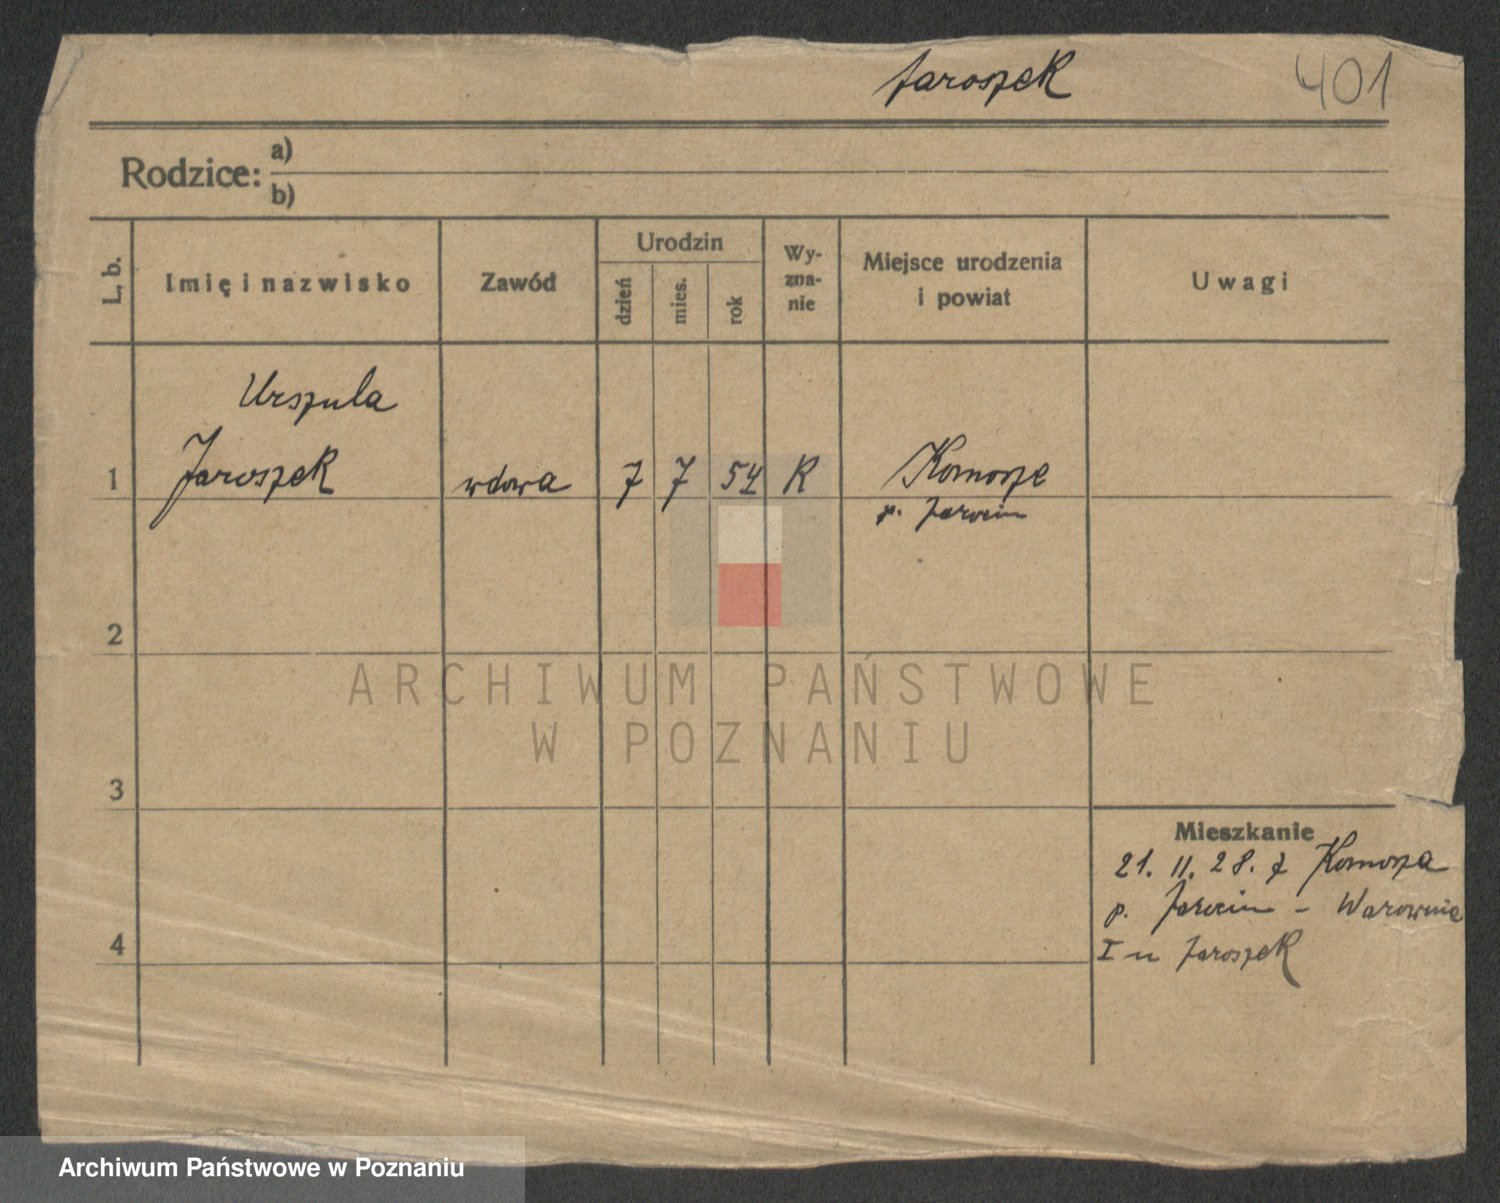 Jaroszek 401
Rodzice: a)
b)
L. b.
Imię i nazwisko
Zawód
Urodzin
dzień
mies.
rok
Wy-
zna-
nie
Miejsce urodzenia
i powiat
Uwagi
Urszula
1 Jaroszek wdowa 7 7 54 K Komorze
p. Jarocin
2
3
4
Mieszkanie
21. 11. 28. z Komorza
p. Jarocin - Warownia
I u Jaroszek
ARCHIWUM PAŃSTWOWE
W POZNANIU
Archiwum Państwowe w Poznaniu